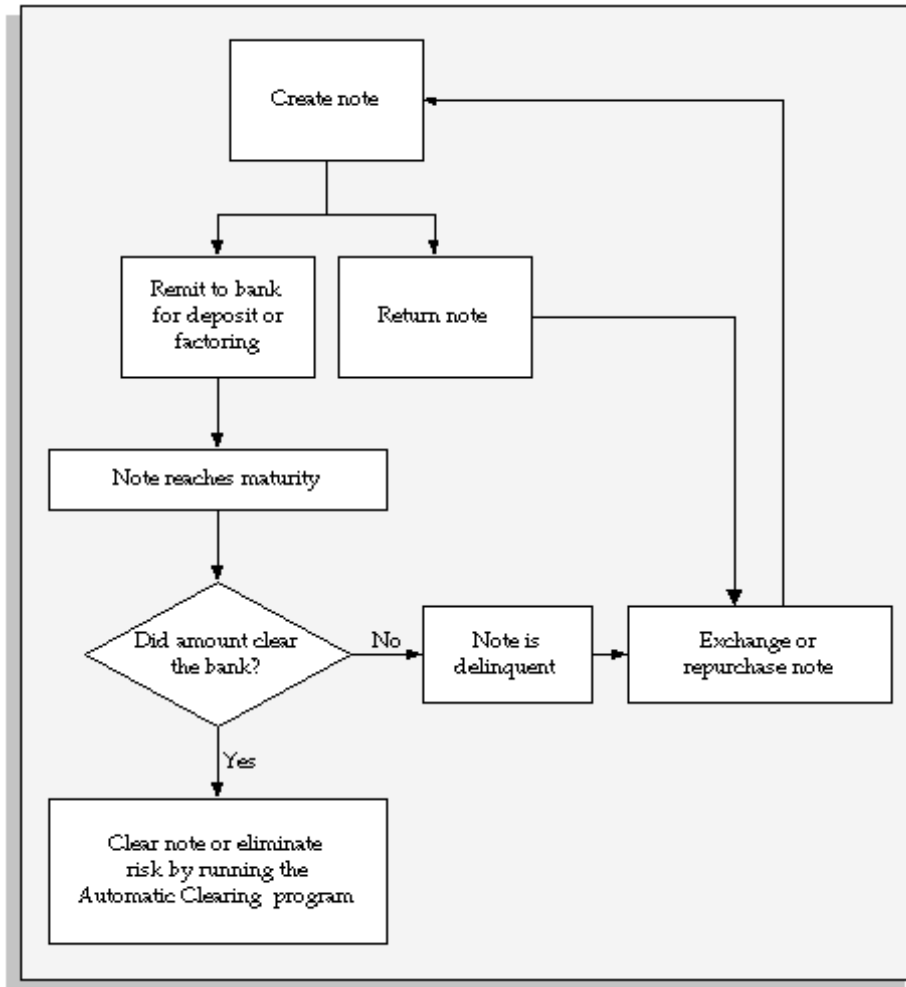 Create note
Remit to bank
for deposit or
factoring
Return note
Note reaches maturity
Did amount clear
the bank?
No
Note is
delinquent
Exchange or
repurchase note
Yes
Clear note or eliminate
risk by running the
Automatic Clearing program